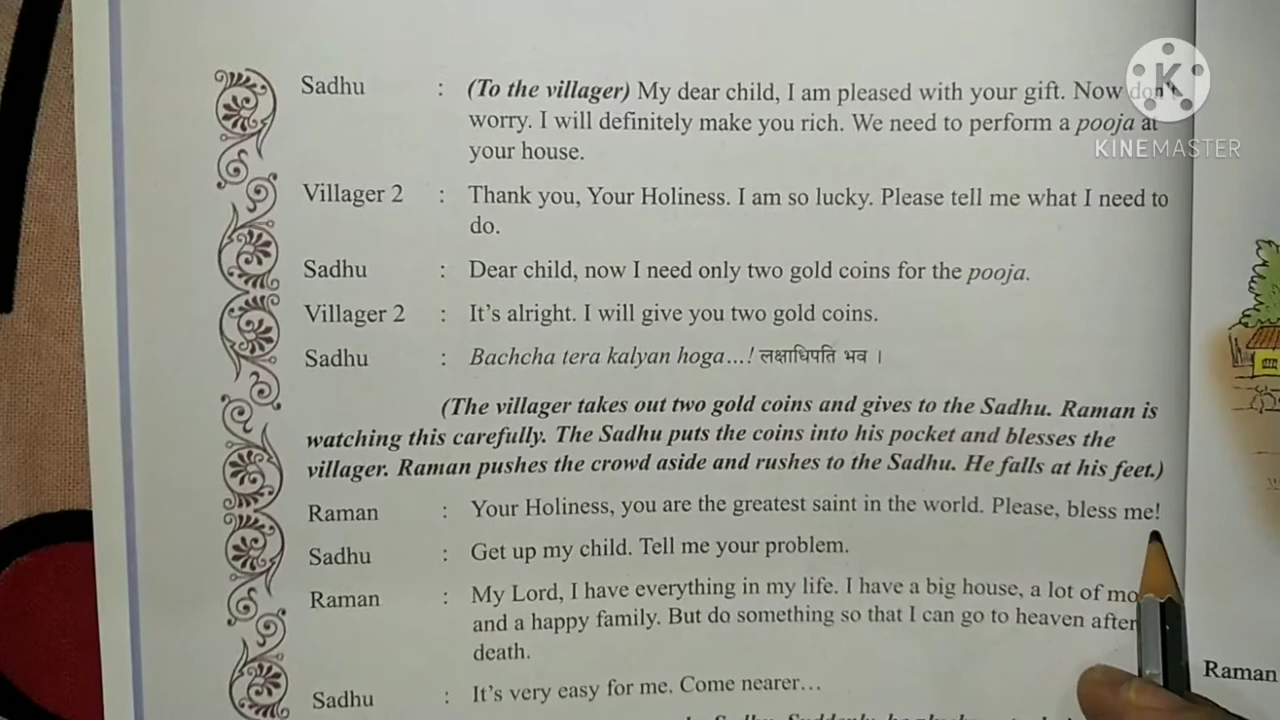 Sadhu : (To the villager) My dear child, I am pleased with your gift. Now don't
worry. I will definitely make you rich. We need to perform a pooja at
your house.
Villager 2 : Thank you, Your Holiness. I am so lucky. Please tell me what I need to
do.
Sadhu : Dear child, now I need only two gold coins for the pooja.
Villager 2 : It's alright. I will give you two gold coins.
Sadhu : Bachcha tera kalyan hoga...! लक्षाधिपति भव ।
(The villager takes out two gold coins and gives to the Sadhu. Raman is
watching this carefully. The Sadhu puts the coins into his pocket and blesses the
villager. Raman pushes the crowd aside and rushes to the Sadhu. He falls at his feet.)
Raman : Your Holiness, you are the greatest saint in the world. Please, bless me!
Sadhu : Get up my child. Tell me your problem.
Raman : My Lord, I have everything in my life. I have a big house, a lot of mo
and a happy family. But do something so that I can go to heaven after
death.
Sadhu : It's very easy for me. Come nearer...
Sadhu. Suddenly he
Raman
K
KINEMASTER